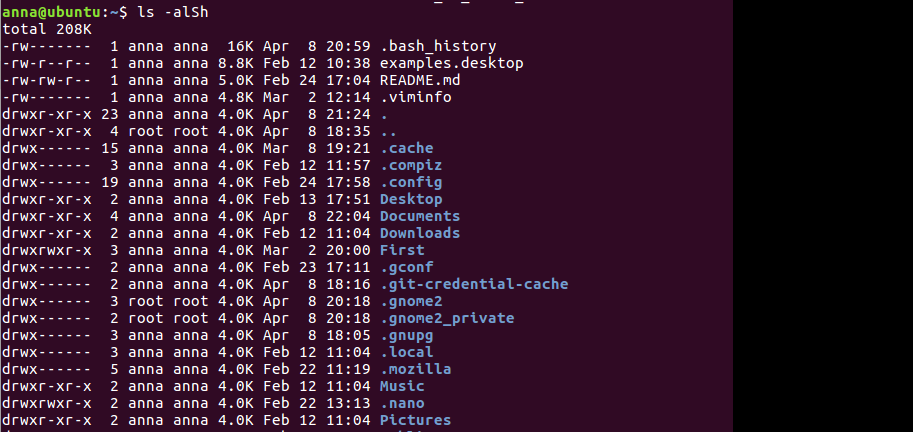 anna@ubuntu:~$ ls -alSh
total 208K
-rw-------  1 anna anna  16K Apr  8 20:59 .bash_history
-rw-r--r--  1 anna anna 8.8K Feb 12 10:38 examples.desktop
-rw-rw-r--  1 anna anna 5.0K Feb 24 17:04 README.md
-rw-------  1 anna anna 4.8K Mar  2 12:14 .viminfo
drwxr-xr-x 23 anna anna 4.0K Apr  8 21:24 .
drwxr-xr-x  4 root root 4.0K Apr  8 18:35 ..
drwx------ 15 anna anna 4.0K Mar  8 19:21 .cache
drwx------  3 anna anna 4.0K Feb 12 11:57 .compiz
drwx------ 19 anna anna 4.0K Feb 24 17:58 .config
drwxr-xr-x  2 anna anna 4.0K Feb 13 17:51 Desktop
drwxr-xr-x  4 anna anna 4.0K Apr  8 22:04 Documents
drwxr-xr-x  2 anna anna 4.0K Feb 12 11:04 Downloads
drwxrwxr-x  3 anna anna 4.0K Mar  2 20:00 First
drwx------  2 anna anna 4.0K Feb 23 17:11 .gconf
drwx------  2 anna anna 4.0K Apr  8 18:16 .git-credential-cache
drwx------  3 root root 4.0K Apr  8 20:18 .gnome2
drwx------  2 root root 4.0K Apr  8 20:18 .gnome2_private
drwx------  3 anna anna 4.0K Apr  8 18:05 .gnupg
drwx------  3 anna anna 4.0K Feb 12 11:04 .local
drwx------  5 anna anna 4.0K Feb 22 11:19 .mozilla
drwxr-xr-x  2 anna anna 4.0K Feb 12 11:04 Music
drwxrwxr-x  2 anna anna 4.0K Feb 22 13:13 .nano
drwxr-xr-x  2 anna anna 4.0K Feb 12 11:04 Pictures